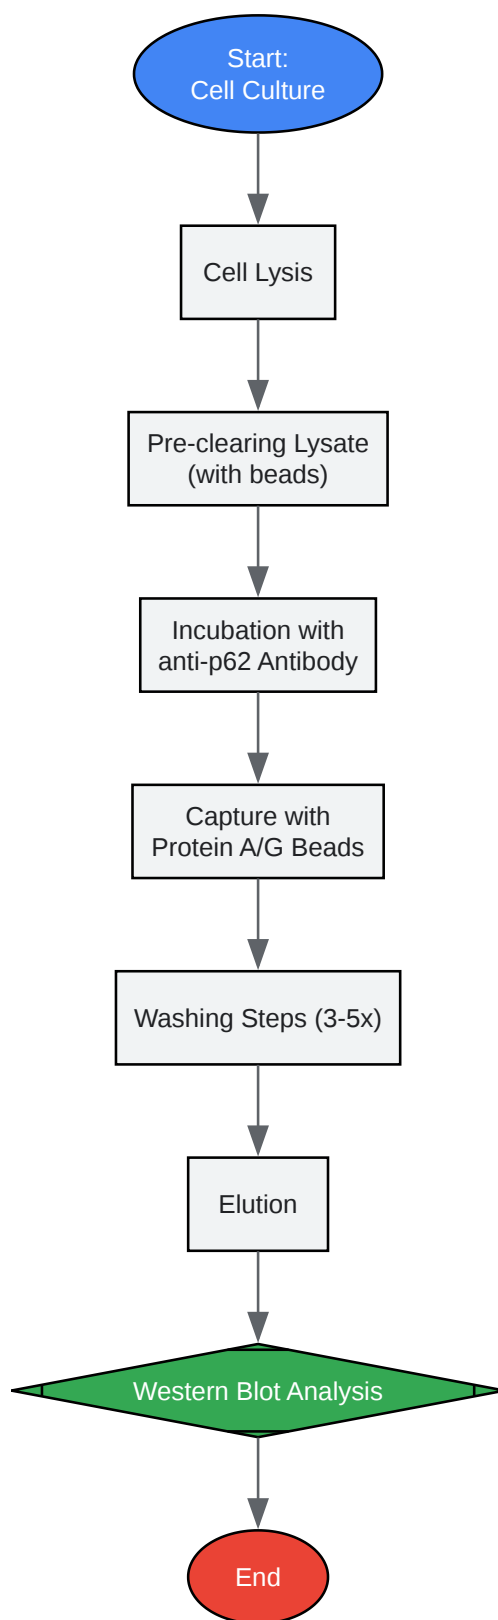 Start:
Cell Culture
Cell Lysis
Pre-clearing Lysate
(with beads)
Incubation with
anti-p62 Antibody
Capture with
Protein A/G Beads
Washing Steps (3-5x)
Elution
Western Blot Analysis
End